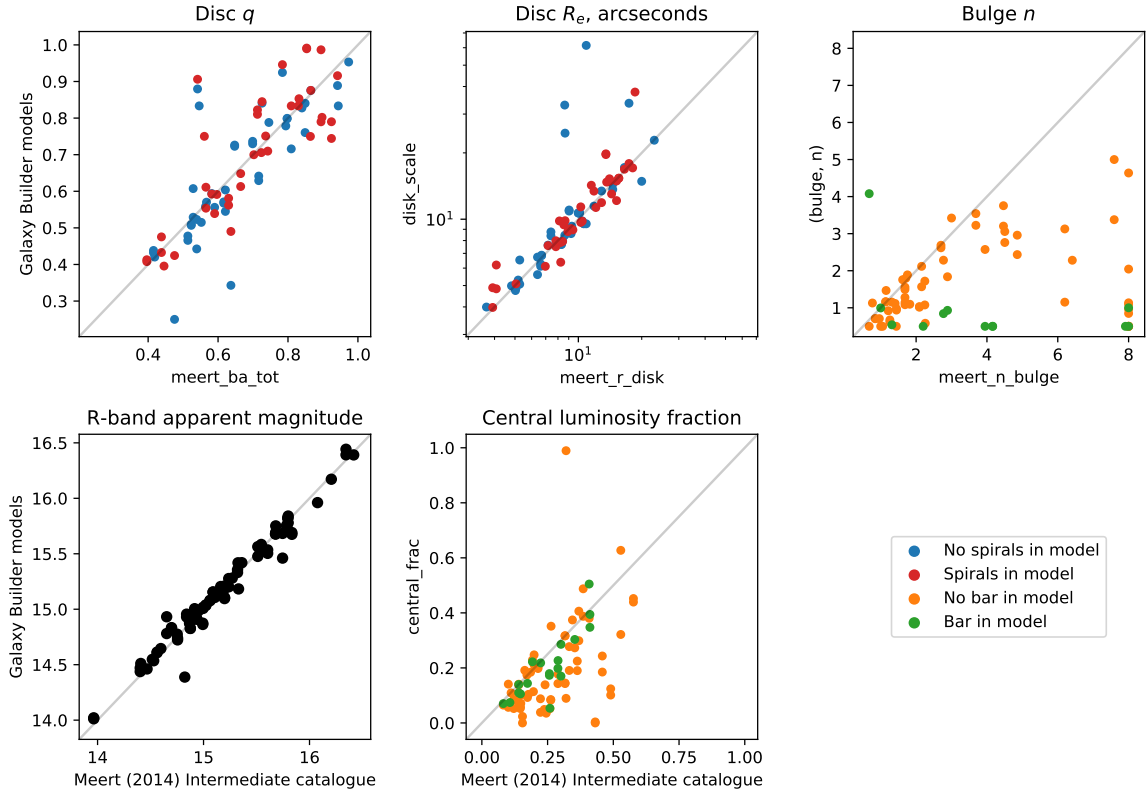 Disc q
Disc Re, arcseconds
Bulge n
1.0
0.9
0.8
0.7
0.6
0.5
0.4
0.3
Galaxy Builder models
0.4 0.6 0.8 1.0
meert_ba_tot
disk_scale
10¹
10¹
meert_r_disk
(bulge, n)
8
7
6
5
4
3
2
1
2 4 6 8
meert_n_bulge
R-band apparent magnitude
Central luminosity fraction
16.5
16.0
15.5
15.0
14.5
14.0
Galaxy Builder models
14 15 16
Meert (2014) Intermediate catalogue
central_frac
1.0
0.8
0.6
0.4
0.2
0.0
0.00 0.25 0.50 0.75 1.00
Meert (2014) Intermediate catalogue
No spirals in model
Spirals in model
No bar in model
Bar in model